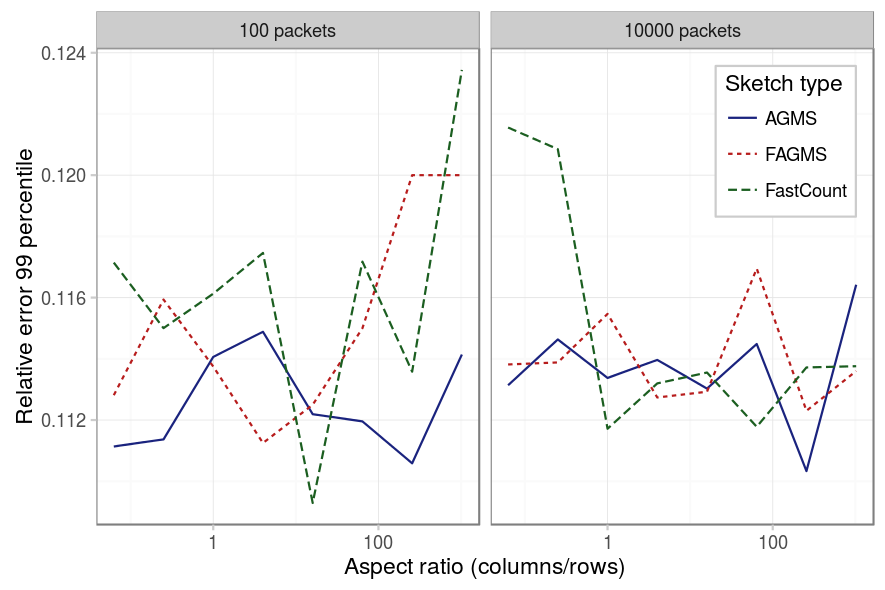 100 packets
10000 packets
Relative error 99 percentile
0.124
0.120
0.116
0.112
Sketch type
AGMS
FAGMS
FastCount
1
100
1
100
Aspect ratio (columns/rows)